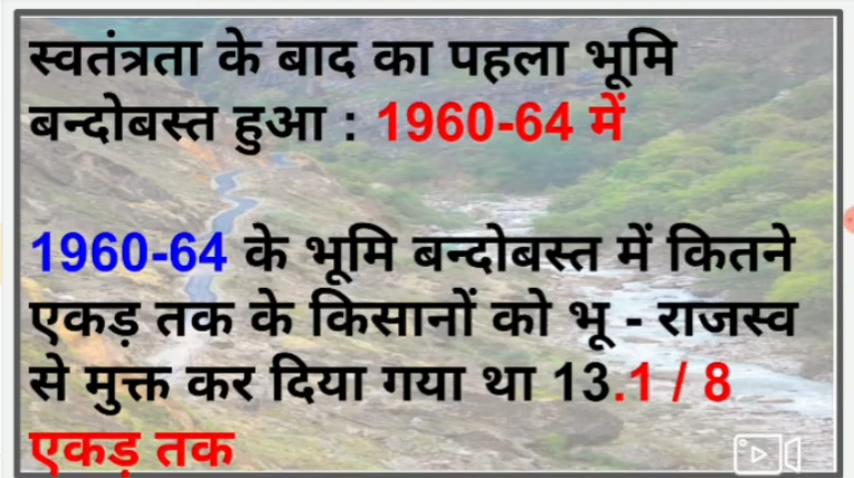 स्वतंत्रता के बाद का पहला भूमि
बन्दोबस्त हुआ : 1960-64 में
1960-64 के भूमि बन्दोबस्त में कितने
एकड़ तक के किसानों को भू - राजस्व
से मुक्त कर दिया गया था 13.1 / 8
एकड़ तक